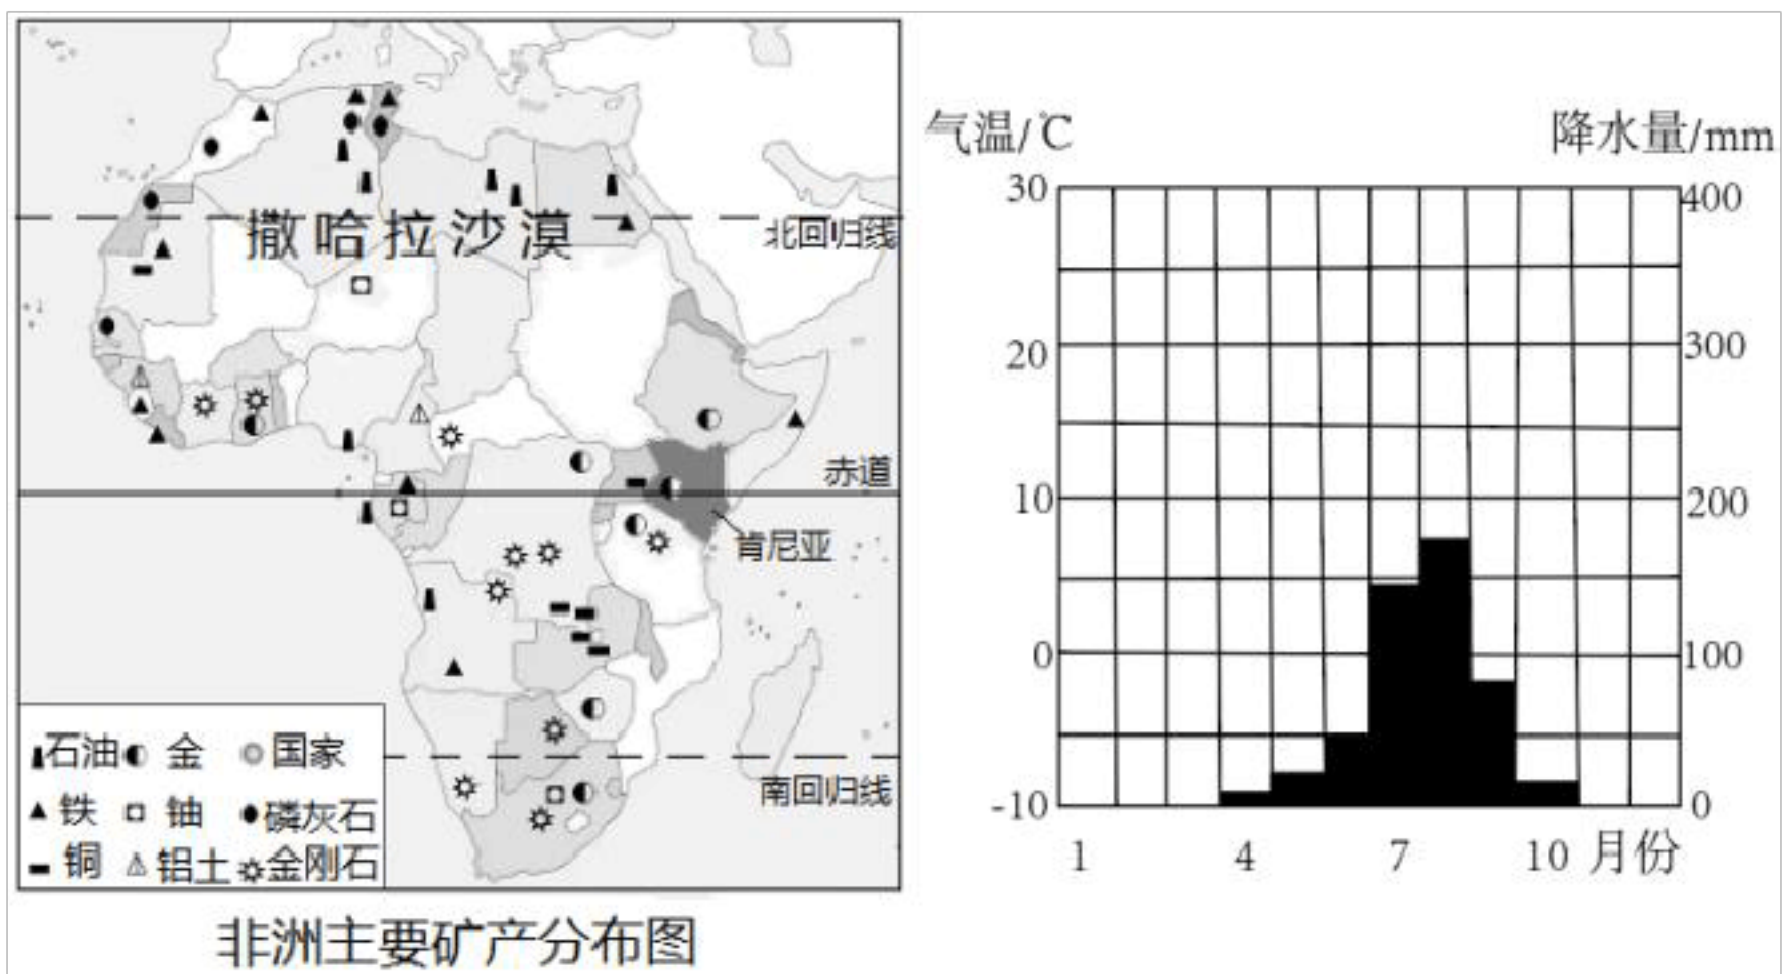 撒哈拉沙漠
北回归线
赤道
肯尼亚
南回归线
石油 金 国家
铁 铀 磷灰石
铜 铝土 金刚石
非洲主要矿产分布图
气温/℃ 降水量/mm
30 400
20 300
10 200
0 100
-10 0
1 4 7 10 月份